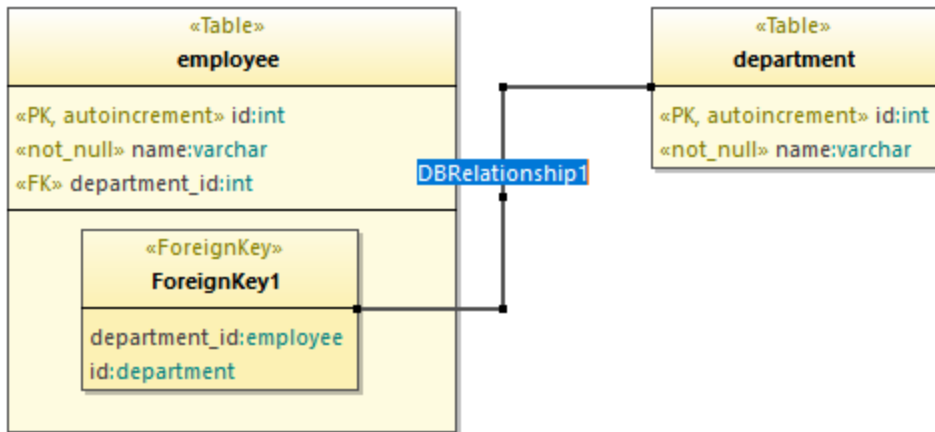 «Table»
employee
«PK, autoincrement» id:int
«not_null» name:varchar
«FK» department_id:int
«ForeignKey»
ForeignKey1
department_id:employee
id:department
DBRelationship1
«Table»
department
«PK, autoincrement» id:int
«not_null» name:varchar